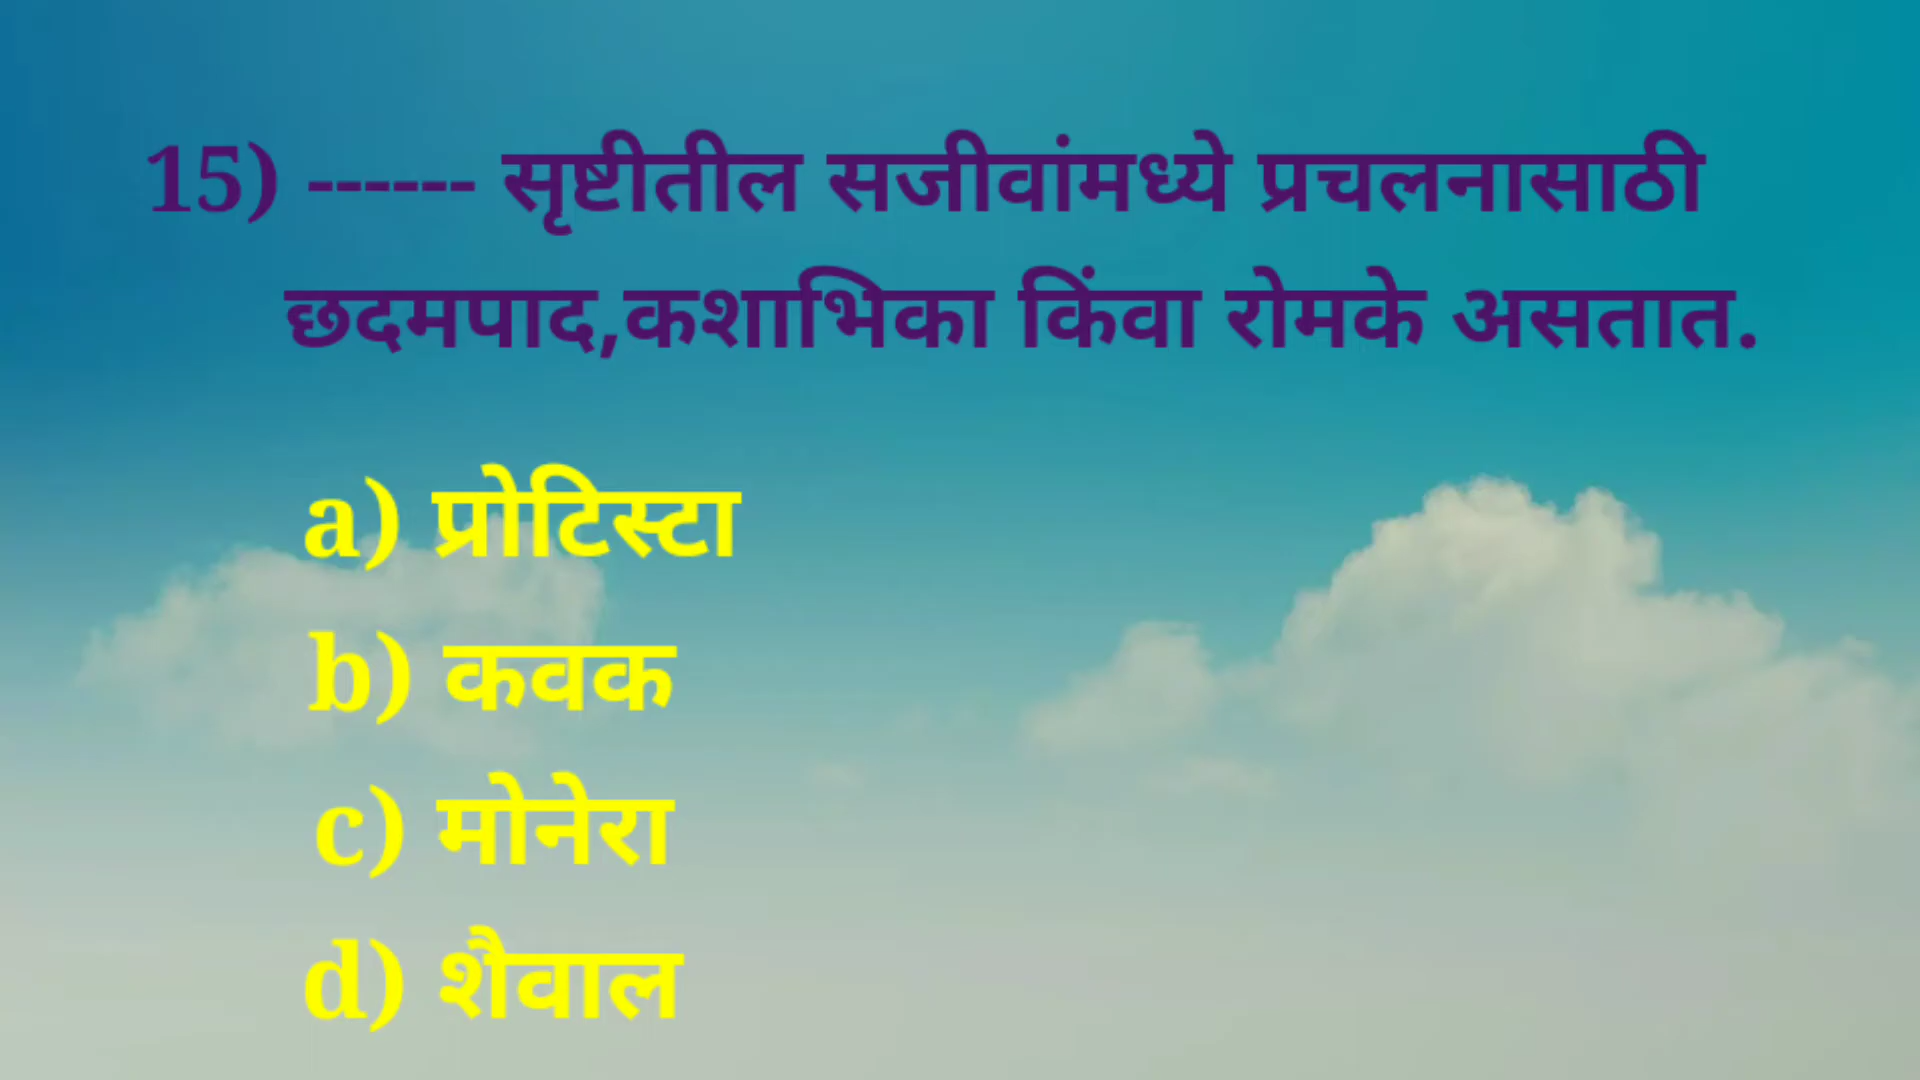 15) ------ सृष्टीतील सजीवांमध्ये प्रचलनासाठी
छदमपाद,कशाभिका किंवा रोमके असतात.
a) प्रोटिस्टा
b) कवक
c) मोनेरा
d) शैवाल